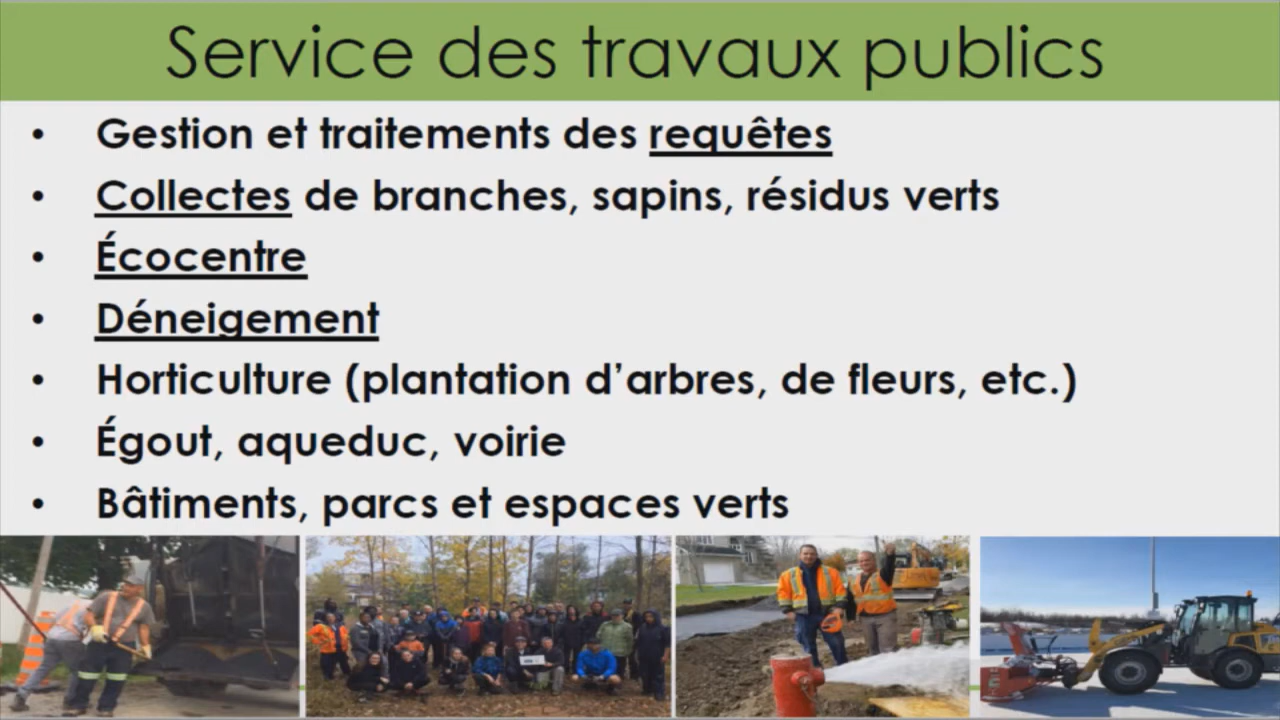 Service des travaux publics
• Gestion et traitements des requêtes
• Collectes de branches, sapins, résidus verts
• Écocentre
• Déneigement
• Horticulture (plantation d’arbres, de fleurs, etc.)
• Égout, aqueduc, voirie
• Bâtiments, parcs et espaces verts